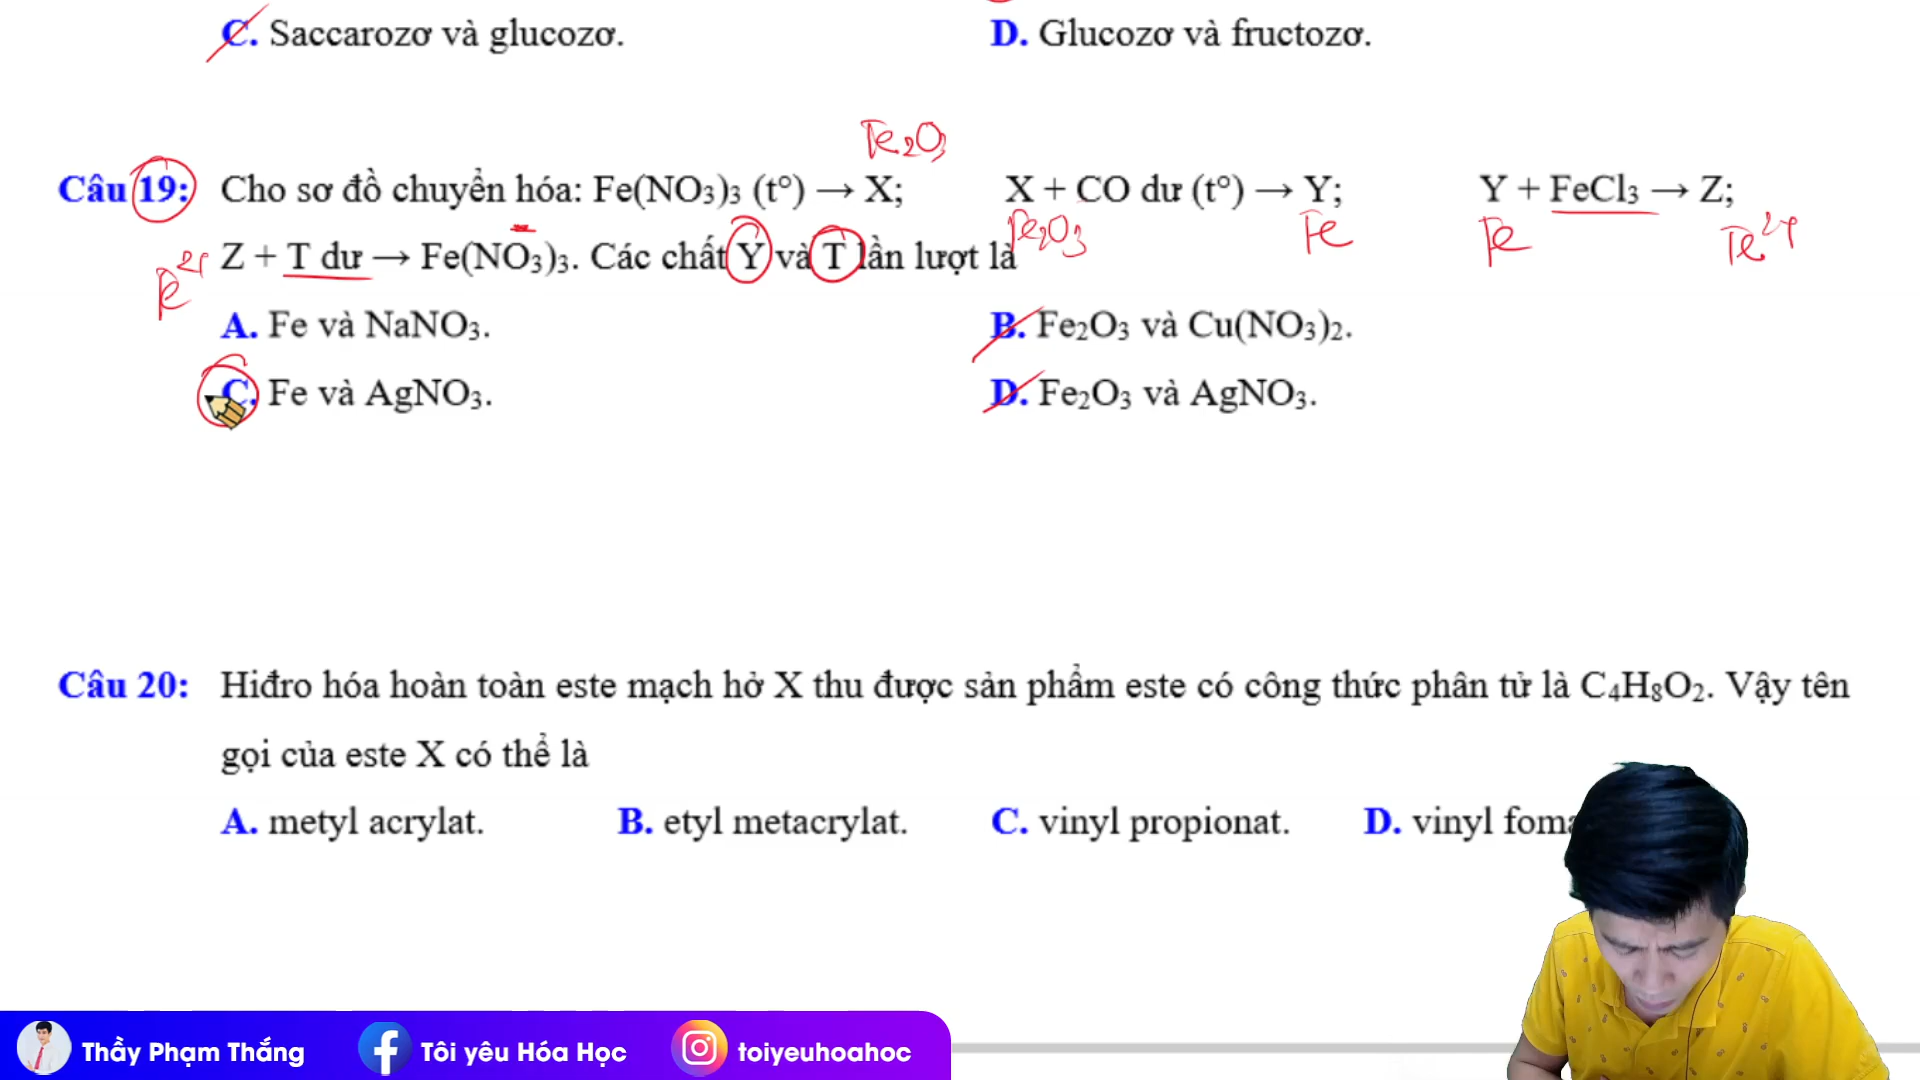 C. Saccarozơ và glucozơ. D. Glucozơ và fructozơ.
Fe₂O₃
Câu 19: Cho sơ đồ chuyển hóa: Fe(NO₃)₃ (t°) → X; X + CO dư (t°) → Y; Y + FeCl₃ → Z;
Fe₂O₃ Fe Fe Fe²⁺
Fe²⁺ Z + T dư → Fe(NO₃)₃. Các chất Y và T lần lượt là
A. Fe và NaNO₃. B. Fe₂O₃ và Cu(NO₃)₂.
C. Fe và AgNO₃. D. Fe₂O₃ và AgNO₃.
Câu 20: Hiđro hóa hoàn toàn este mạch hở X thu được sản phẩm este có công thức phân tử là C₄H₈O₂. Vậy tên
gọi của este X có thể là
A. metyl acrylat. B. etyl metacrylat. C. vinyl propionat. D. vinyl
Thầy Phạm Thắng Tôi yêu Hóa Học toiyeuhoahoc